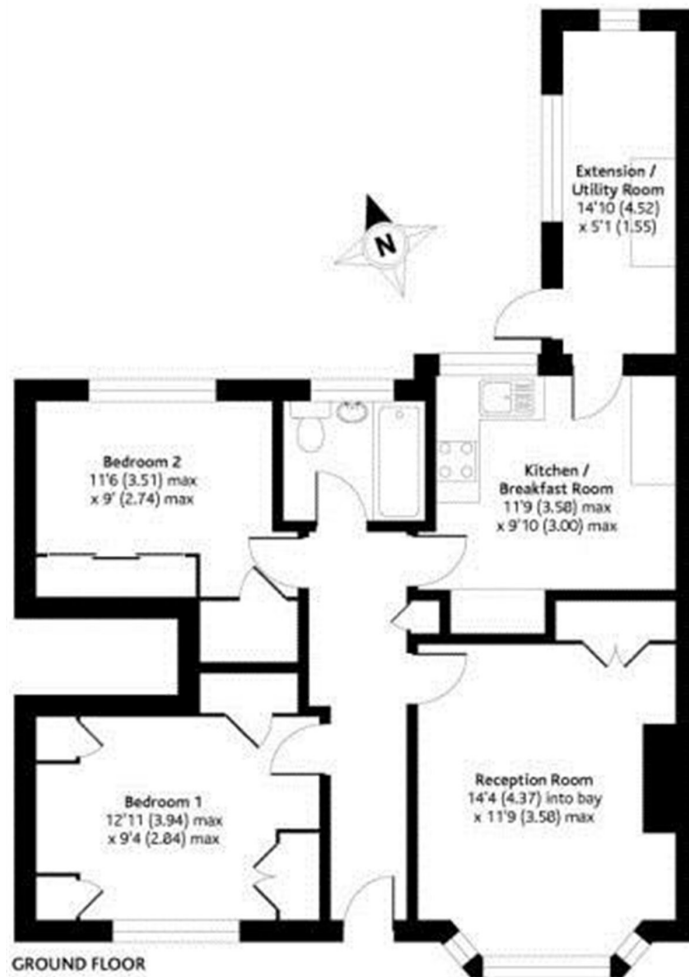 Extension /
Utility Room
14'10 (4.52)
x 5'1 (1.55)
N
Bedroom 2
11'6 (3.51) max
x 9' (2.74) max
Kitchen /
Breakfast Room
11'9 (3.58) max
x 9'10 (3.00) max
Bedroom 1
12'11 (3.94) max
x 9'4 (2.84) max
Reception Room
14'4 (4.37) into bay
x 11'9 (3.58) max
GROUND FLOOR